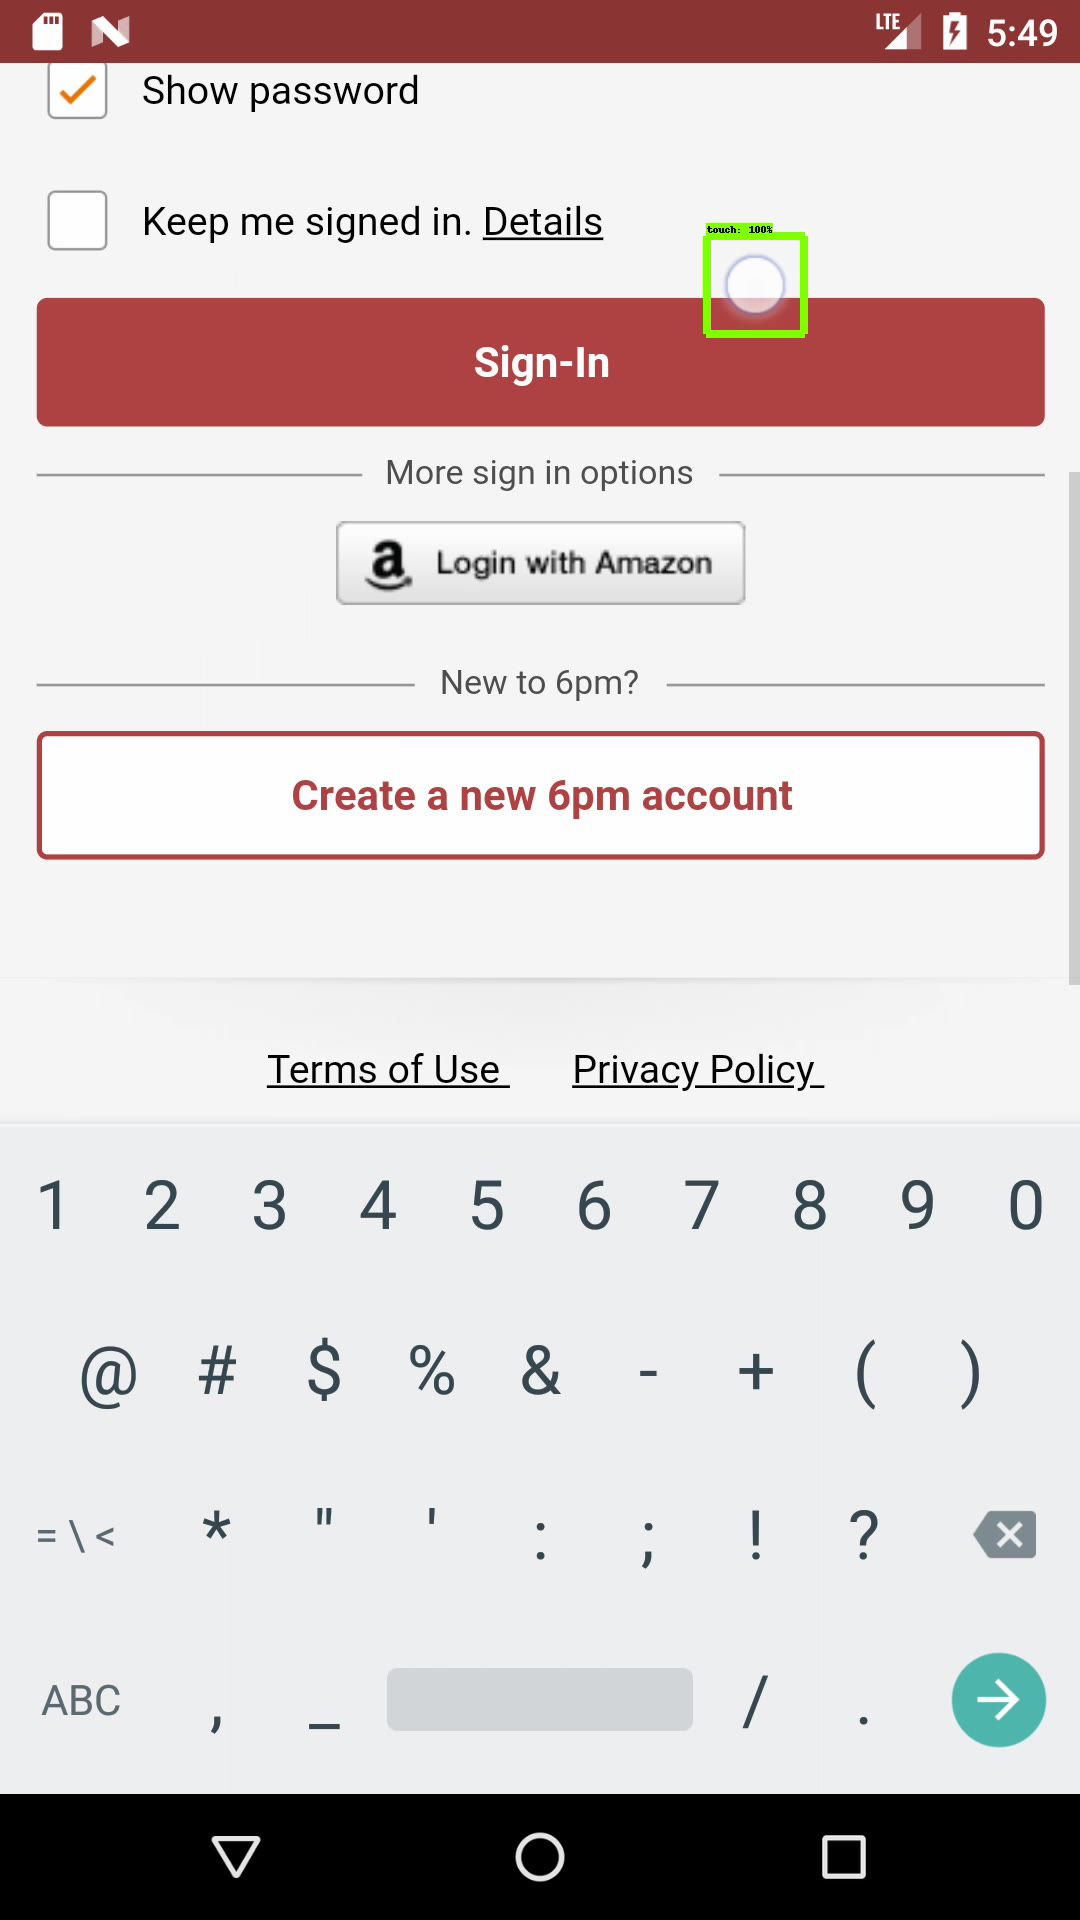 LTE 5:49
Show password
Keep me signed in. Details
touch: 100%
Sign-In
More sign in options
a Login with Amazon
New to 6pm?
Create a new 6pm account
Terms of Use Privacy Policy
1 2 3 4 5 6 7 8 9 0
@ # $ % & - + ( )
= \ < * " ' : ; ! ?
ABC , _ / .